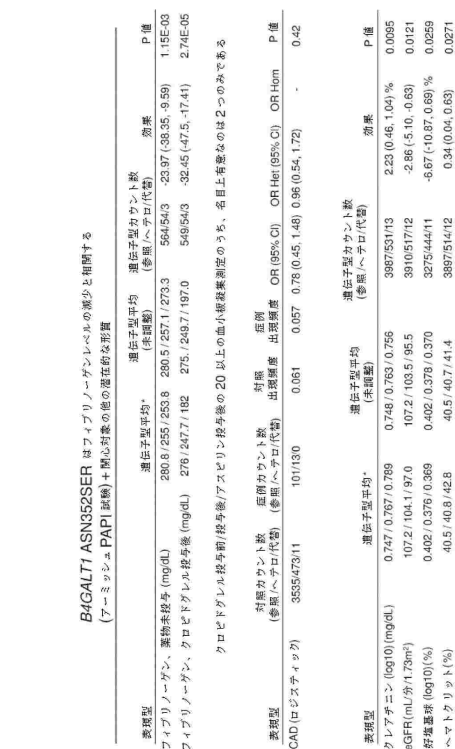 B4GALT1 ASN352SER はフィブリノーゲンレベルの減少と相関する
(アーミッシュ PAPI 試験) + 関心対象の他の潜在的な形質
表現型 遺伝子型平均* 遺伝子型平均 (未調整) 遺伝子型カウント数 (参照/ヘテロ/代替) 効果 P 値
フィブリノーゲン、薬物未投与 (mg/dL) 280.8 / 255 / 253.8 280.5 / 257.1 / 273.3 564/54/3 -23.97 (-38.35, -9.59) 1.15E-03
フィブリノーゲン、クロピドグレル投与後 (mg/dL) 276 / 247.7 / 182 275. / 249.7 / 197.0 549/54/3 -32.45 (-47.5, -17.41) 2.74E-05
クロピドグレル投与前/投与後/アスピリン投与後の 20 以上の血小板凝集測定のうち、名目上有意なのは 2 つのみである
対照カウント数 (参照/ヘテロ/代替) 症例カウント数 (参照/ヘテロ/代替) 対照 出現頻度 症例 出現頻度 OR (95% CI) OR Het (95% CI) OR Hom P 値
CAD (ロジスティック) 3535/473/11 101/13/0 0.061 0.057 0.78 (0.45, 1.48) 0.96 (0.54, 1.72) - 0.42
表現型 遺伝子型平均* 遺伝子型平均 (未調整) 遺伝子型カウント数 (参照/ヘテロ/代替) 効果 P 値
クレアチニン (log10)(mg/dL) 0.747 / 0.767 / 0.789 0.748 / 0.763 / 0.756 3987/531/13 2.23 (0.46, 1.04) % 0.0095
eGFR(mL/分/1.73m²) 107.2 / 104.1 / 97.0 107.2 / 103.5 / 95.5 3910/517/12 -2.86 (-5.10, -0.63) 0.0121
好塩基球 (log10)(%) 0.402 / 0.376 / 0.369 0.402 / 0.378 / 0.370 3275/444/11 -6.67 (-10.87, 0.69) % 0.0259
ヘマトクリット(%) 40.5 / 40.8 / 42.8 40.5 / 40.7 / 41.4 3897/514/12 0.34 (0.04, 0.63) 0.0271